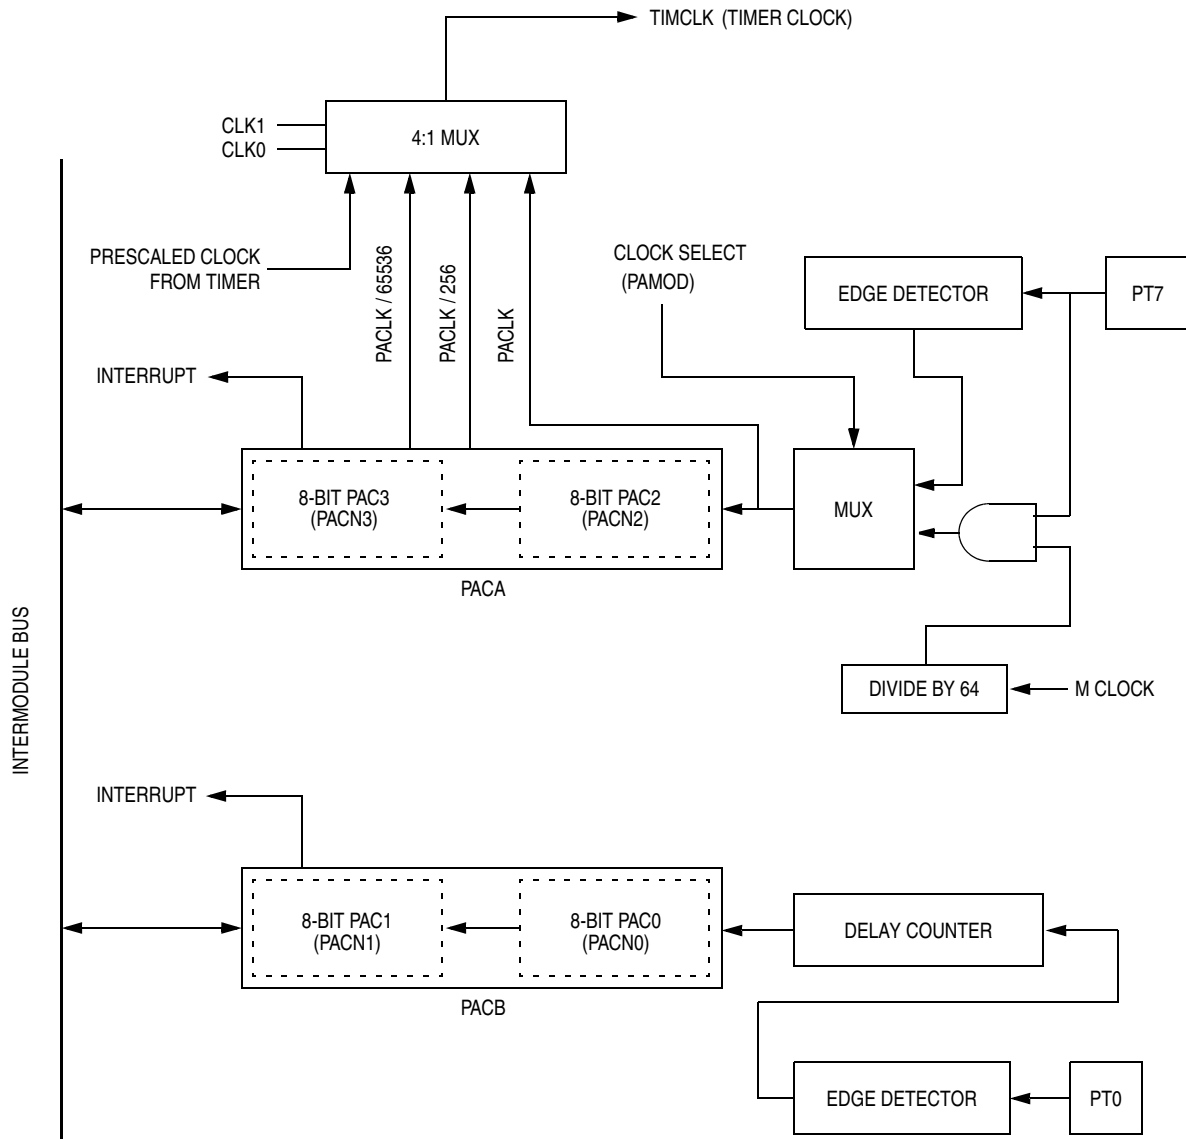 TIMCLK (TIMER CLOCK)
CLK1
CLK0
4:1 MUX
PRESCALED CLOCK
FROM TIMER
PACLK / 65536
PACLK / 256
PACLK
CLOCK SELECT
(PAMOD)
EDGE DETECTOR
PT7
INTERRUPT
8-BIT PAC3
(PACN3)
8-BIT PAC2
(PACN2)
MUX
PACA
INTERMODULE BUS
DIVIDE BY 64
M CLOCK
INTERRUPT
8-BIT PAC1
(PACN1)
8-BIT PAC0
(PACN0)
DELAY COUNTER
PACB
EDGE DETECTOR
PT0